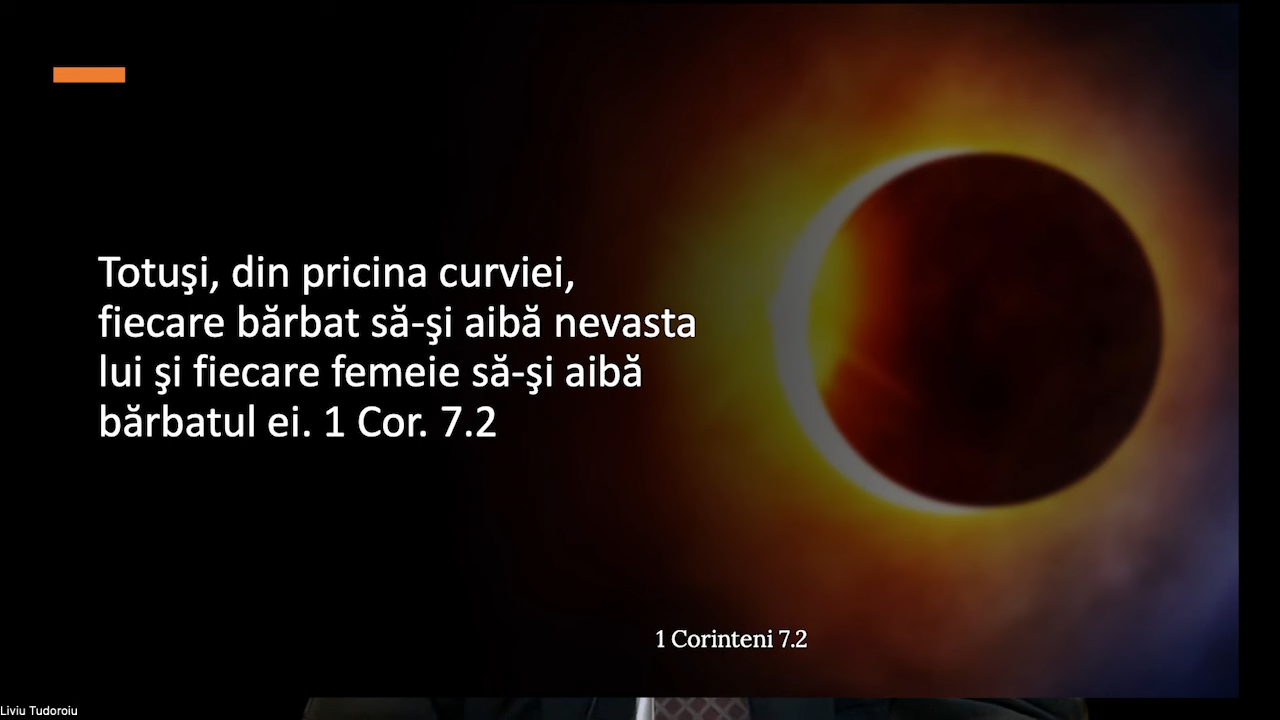 Totuşi, din pricina curviei,
fiecare bărbat să-şi aibă nevasta
lui şi fiecare femeie să-şi aibă
bărbatul ei. 1 Cor. 7.2
1 Corinteni 7.2
Liviu Tudoroiu